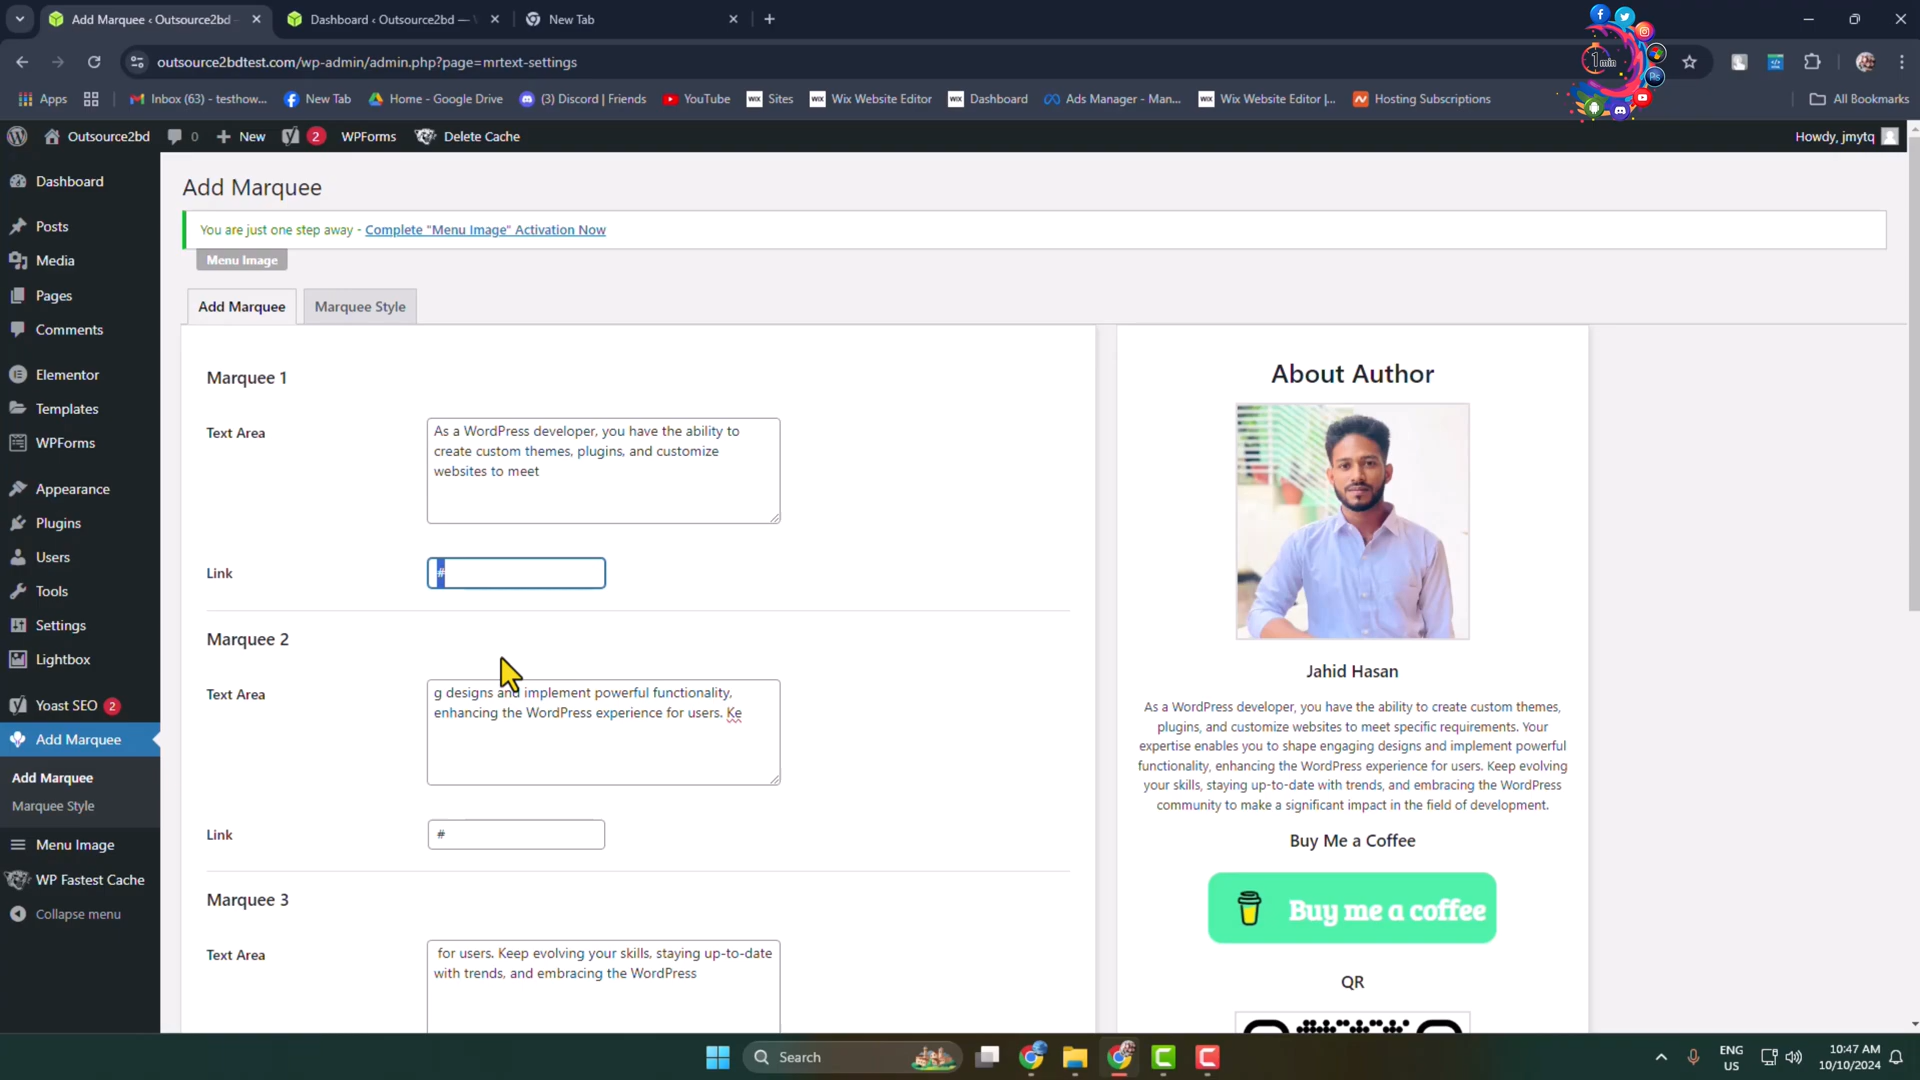 Add Marquee ‹ Outsource2bd
Dashboard ‹ Outsource2bd —
New Tab
outsource2bdtest.com/wp-admin/admin.php?page=mrtext-settings
1 min
Ps
Apps
Inbox (63) - testhow...
New Tab
Home - Google Drive
(3) Discord | Friends
YouTube
WIX Sites
WIX Wix Website Editor
WIX Dashboard
Ads Manager - Man...
WIX Wix Website Editor |...
Hosting Subscriptions
All Bookmarks
Outsource2bd
0
New
2
WPForms
Delete Cache
Howdy, jmytq
Dashboard
Posts
Media
Pages
Comments
Elementor
Templates
WPForms
Appearance
Plugins
Users
Tools
Settings
Lightbox
Yoast SEO 2
Add Marquee
Add Marquee
Marquee Style
Menu Image
WP Fastest Cache
Collapse menu
Add Marquee
You are just one step away - Complete "Menu Image" Activation Now
Menu Image
Add Marquee
Marquee Style
Marquee 1
Text Area
As a WordPress developer, you have the ability to
create custom themes, plugins, and customize
websites to meet
Link
#
Marquee 2
Text Area
g designs and implement powerful functionality,
enhancing the WordPress experience for users. Ke
Link
#
Marquee 3
Text Area
for users. Keep evolving your skills, staying up-to-date
with trends, and embracing the WordPress
About Author
Jahid Hasan
As a WordPress developer, you have the ability to create custom themes,
plugins, and customize websites to meet specific requirements. Your
expertise enables you to shape engaging designs and implement powerful
functionality, enhancing the WordPress experience for users. Keep evolving
your skills, staying up-to-date with trends, and embracing the WordPress
community to make a significant impact in the field of development.
Buy Me a Coffee
Buy me a coffee
QR
Search
ENG
US
10:47 AM
10/10/2024